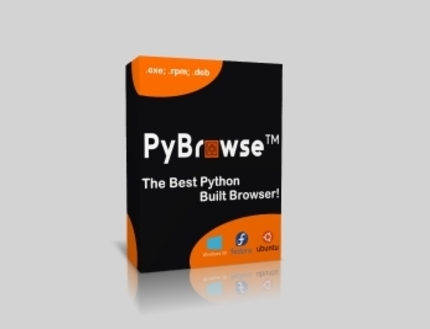 .exe; .rpm; .deb
PyBrowse™
The Best Python
Built Browser!
fedora
ubuntu